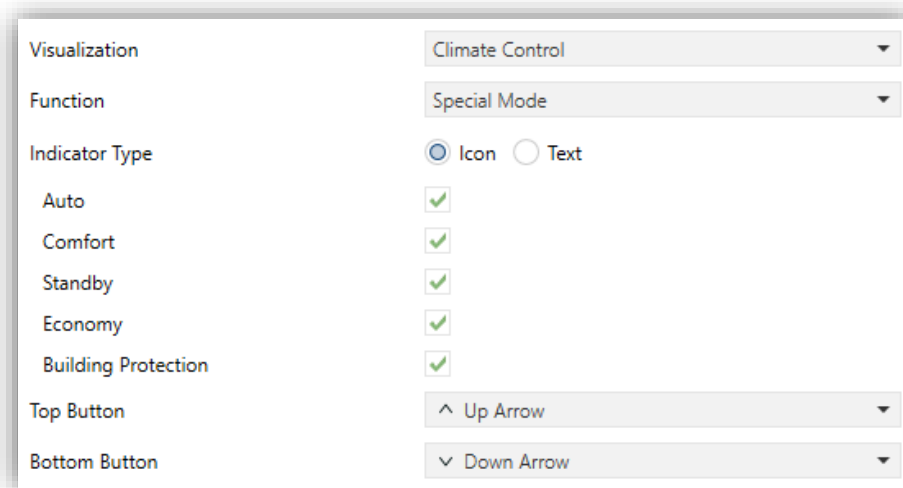 Visualization Climate Control
Function Special Mode
Indicator Type Icon Text
Auto
Comfort
Standby
Economy
Building Protection
Top Button Up Arrow
Bottom Button Down Arrow